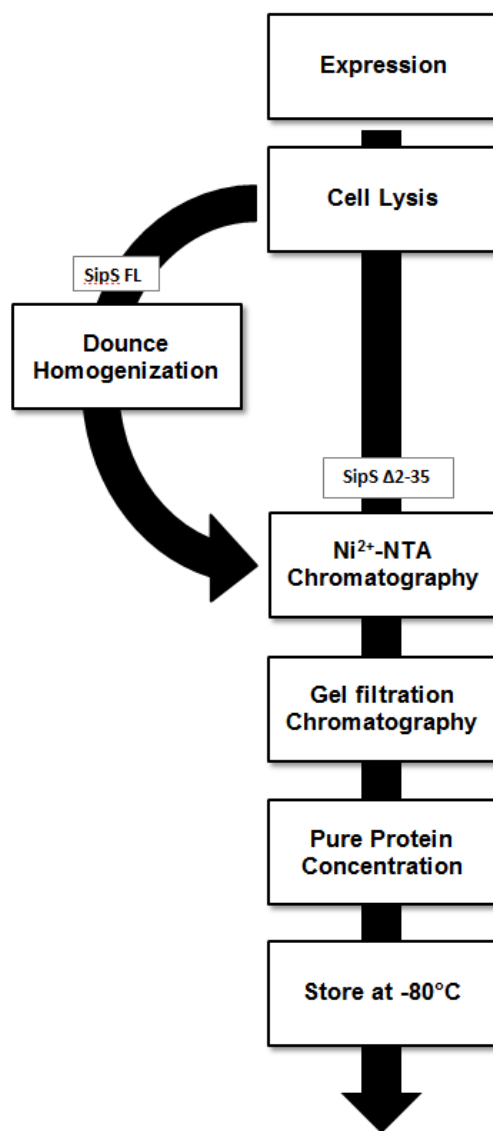 Expression
Cell Lysis
SipS FL
Dounce
Homogenization
SipS Δ2-35
Ni²⁺-NTA
Chromatography
Gel filtration
Chromatography
Pure Protein
Concentration
Store at -80°C